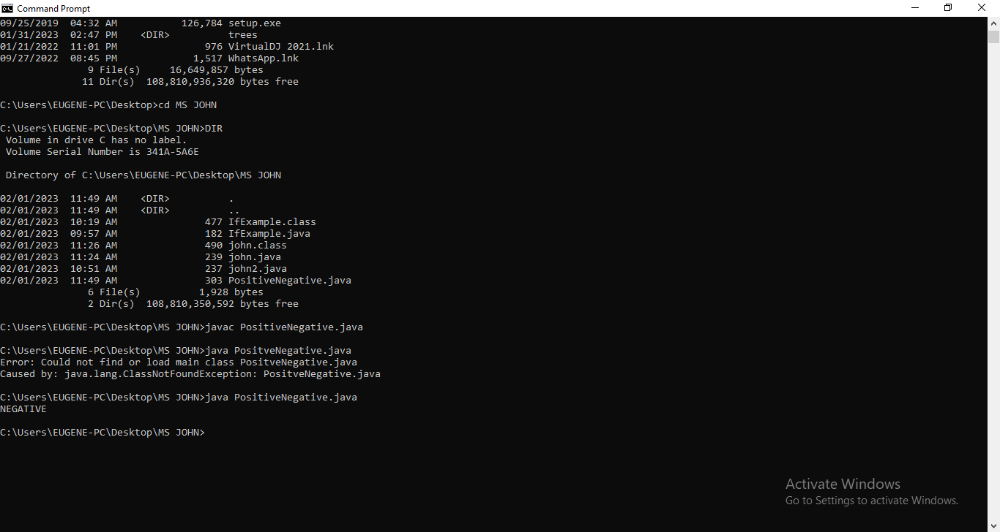 Command Prompt
09/25/2019  04:32 AM           126,784 setup.exe
01/31/2023  02:47 PM    <DIR>          trees
01/21/2022  11:01 PM               976 VirtualDJ 2021.lnk
09/27/2022  08:45 PM             1,517 WhatsApp.lnk
               9 File(s)     16,649,857 bytes
              11 Dir(s)  108,810,936,320 bytes free
C:\Users\EUGENE-PC\Desktop>cd MS JOHN
C:\Users\EUGENE-PC\Desktop\MS JOHN>DIR
 Volume in drive C has no label.
 Volume Serial Number is 341A-5A6E
 Directory of C:\Users\EUGENE-PC\Desktop\MS JOHN
02/01/2023  11:49 AM    <DIR>          .
02/01/2023  11:49 AM    <DIR>          ..
02/01/2023  10:19 AM               477 IfExample.class
02/01/2023  09:57 AM               182 IfExample.java
02/01/2023  11:26 AM               490 john.class
02/01/2023  11:24 AM               239 john.java
02/01/2023  10:51 AM               237 john2.java
02/01/2023  11:49 AM               303 PositiveNegative.java
               6 File(s)          1,928 bytes
               2 Dir(s)  108,810,350,592 bytes free
C:\Users\EUGENE-PC\Desktop\MS JOHN>javac PositiveNegative.java
C:\Users\EUGENE-PC\Desktop\MS JOHN>java PositveNegative.java
Error: Could not find or load main class PositveNegative.java
Caused by: java.lang.ClassNotFoundException: PositveNegative.java
C:\Users\EUGENE-PC\Desktop\MS JOHN>java PositiveNegative.java
NEGATIVE
C:\Users\EUGENE-PC\Desktop\MS JOHN>
Activate Windows
Go to Settings to activate Windows.